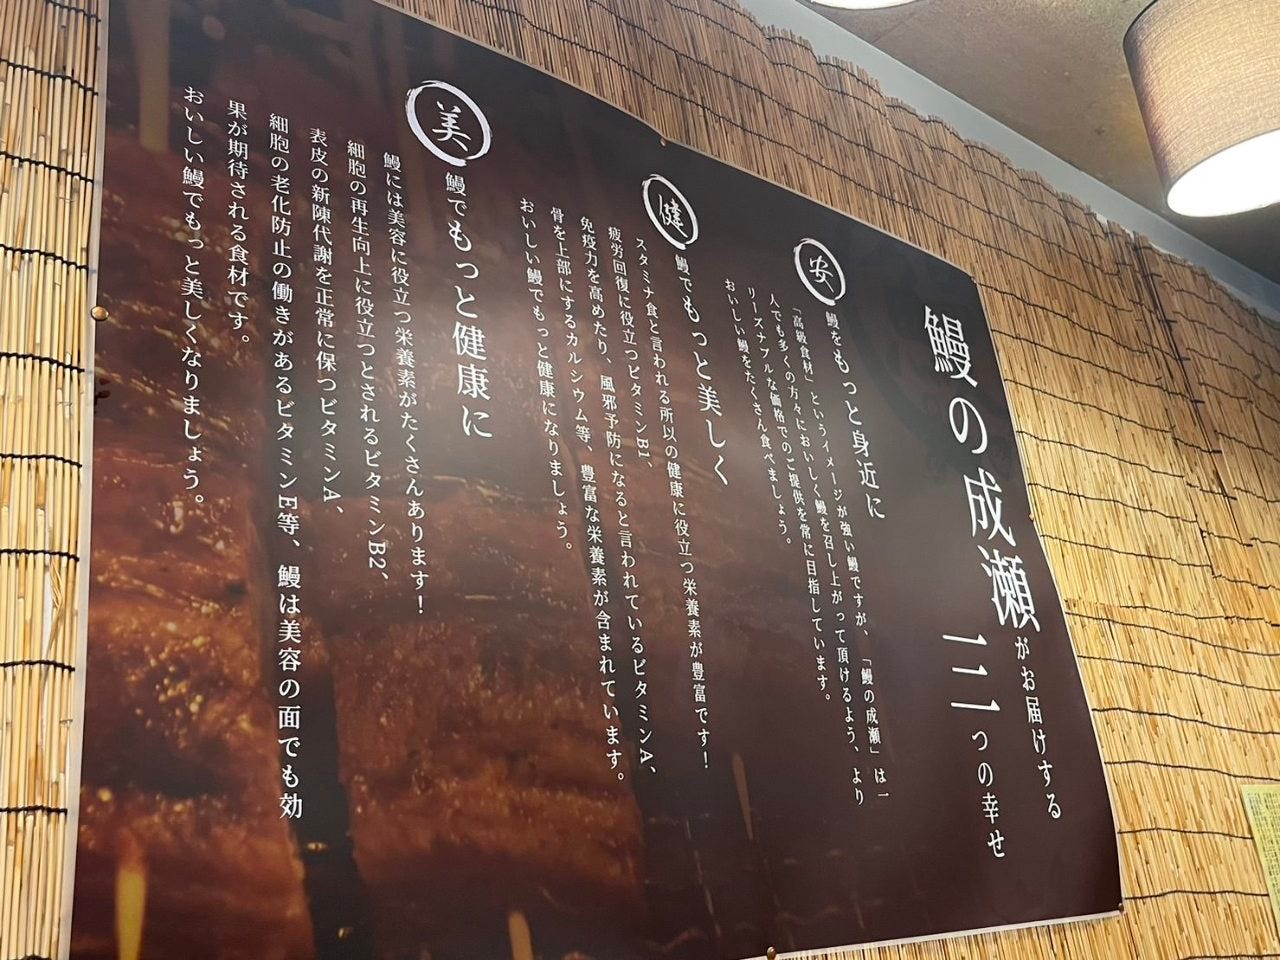 鰻の成瀬がお届けする
三つの幸せ
安
鰻をもっと身近に
「高級食材」というイメージが強い鰻ですが、「鰻の成瀬」は一
人でも多くの方々においしく鰻を召し上がって頂けるよう、より
リーズナブルな価格でのご提供を常に目指しています。
おいしい鰻をたくさん食べましょう。
健
鰻でもっと美しく
スタミナ食と言われる所以の健康に役立つ栄養素が豊富です!
疲労回復に役立つビタミンB1、
免疫力を高めたり、風邪予防になると言われているビタミンA、
骨を上部にするカルシウム等、豊富な栄養素が含まれています。
おいしい鰻でもっと健康になりましょう。
美
鰻でもっと健康に
鰻には美容に役立つ栄養素がたくさんあります!
細胞の再生向上に役立つとされるビタミンB2、
表皮の新陳代謝を正常に保つビタミンA、
細胞の老化防止の働きがあるビタミンE等、鰻は美容の面でも効
果が期待される食材です。
おいしい鰻でもっと美しくなりましょう。